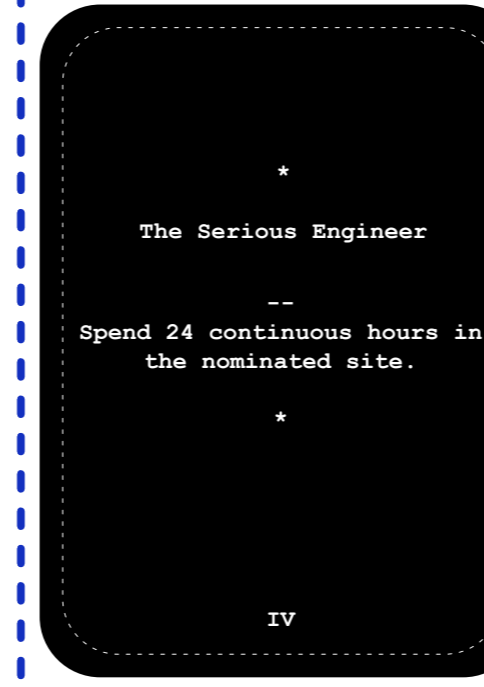 *
The Serious Engineer
--
Spend 24 continuous hours in
the nominated site.
*
IV